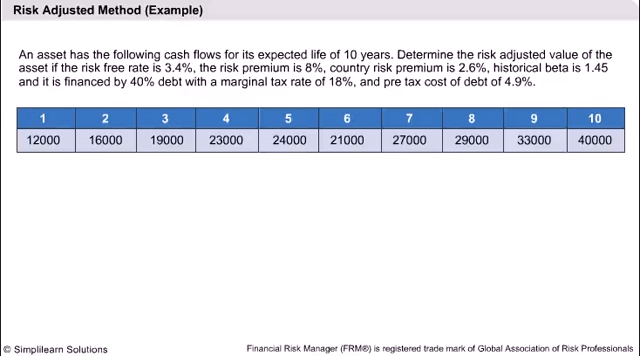 Risk Adjusted Method (Example)
An asset has the following cash flows for its expected life of 10 years. Determine the risk adjusted value of the
asset if the risk free rate is 3.4%, the risk premium is 8%, country risk premium is 2.6%, historical beta is 1.45
and it is financed by 40% debt with a marginal tax rate of 18%, and pre tax cost of debt of 4.9%.
1 2 3 4 5 6 7 8 9 10
12000 16000 19000 23000 24000 21000 27000 29000 33000 40000
© Simplilearn Solutions
Financial Risk Manager (FRM®) is registered trade mark of Global Association of Risk Professionals